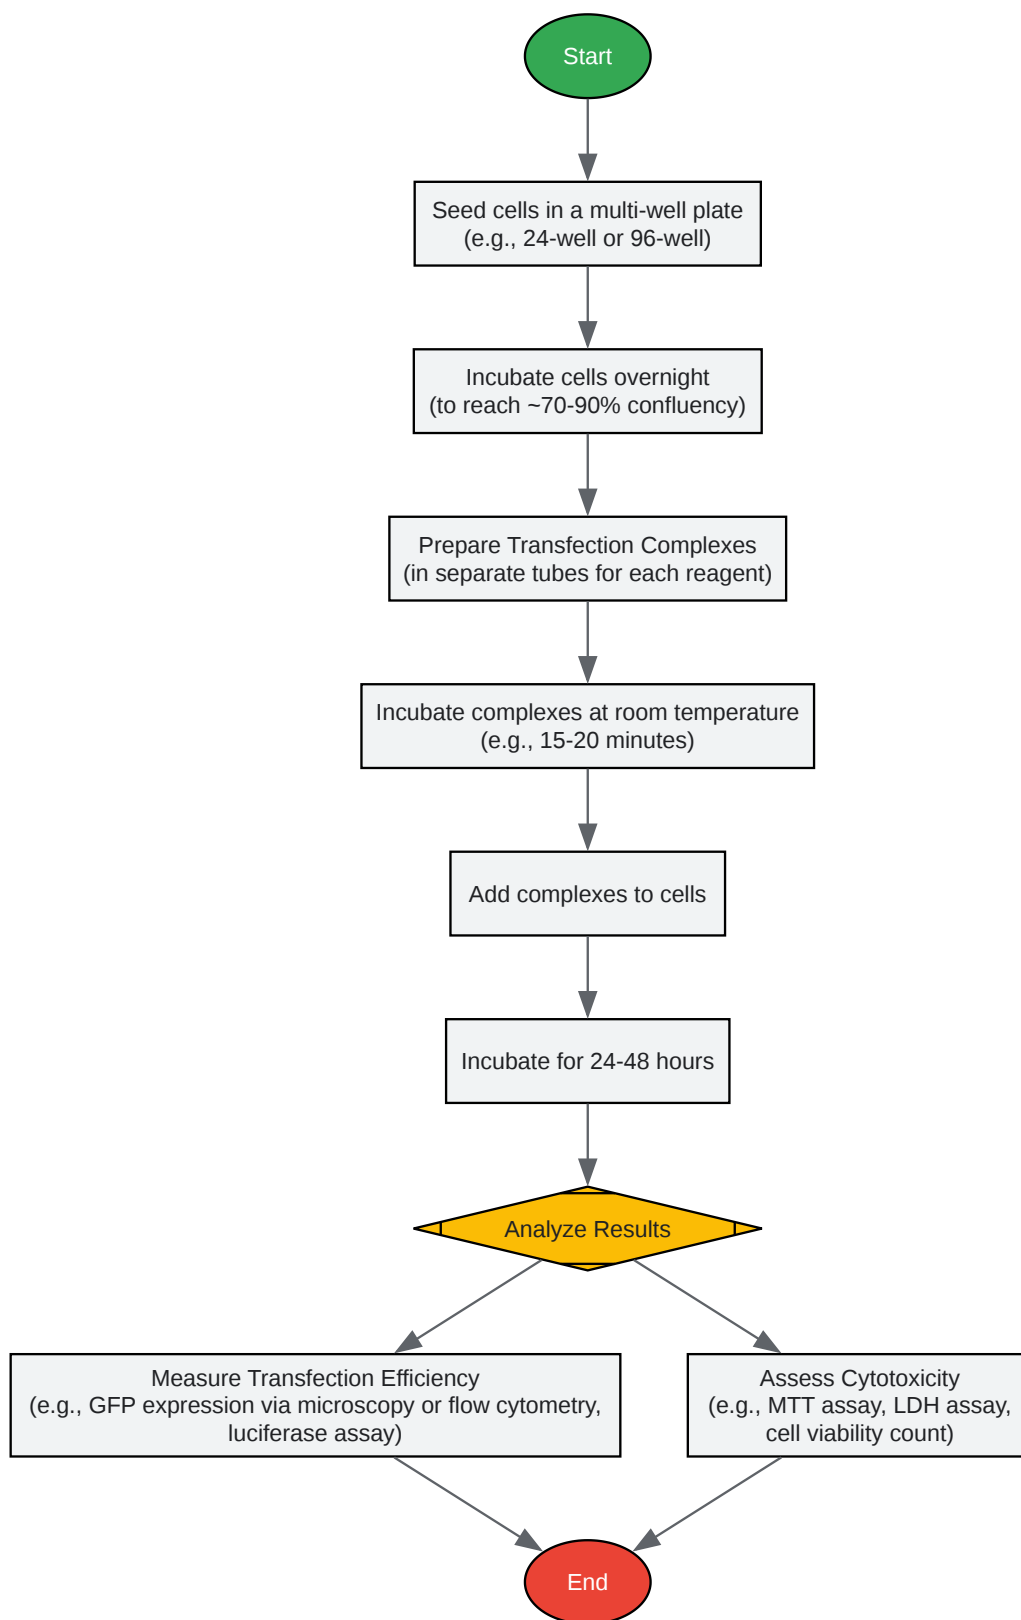 Start
Seed cells in a multi-well plate
(e.g., 24-well or 96-well)
Incubate cells overnight
(to reach ~70-90% confluency)
Prepare Transfection Complexes
(in separate tubes for each reagent)
Incubate complexes at room temperature
(e.g., 15-20 minutes)
Add complexes to cells
Incubate for 24-48 hours
Analyze Results
Measure Transfection Efficiency
(e.g., GFP expression via microscopy or flow cytometry,
luciferase assay)
Assess Cytotoxicity
(e.g., MTT assay, LDH assay,
cell viability count)
End